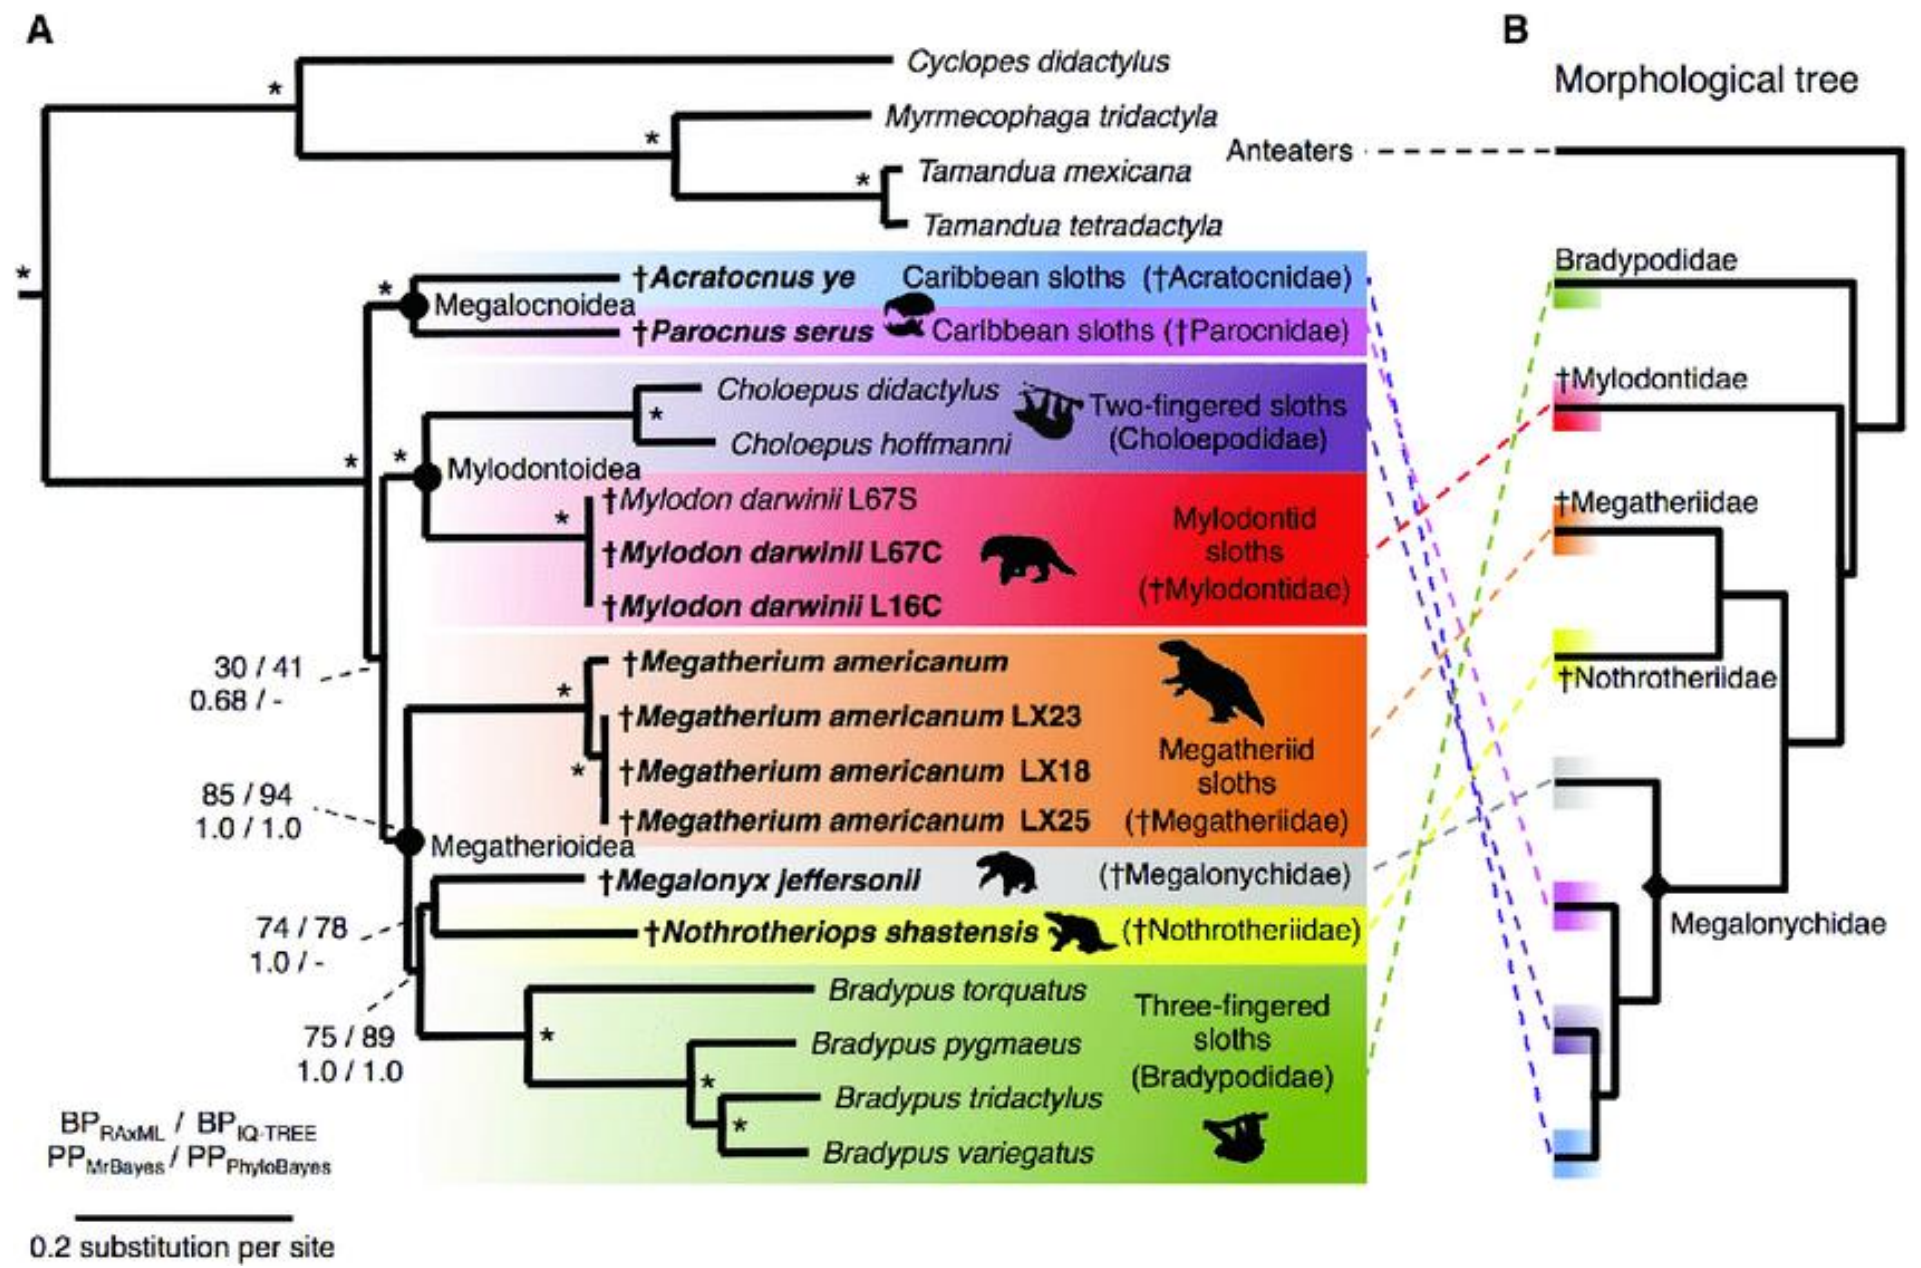 A
B
Cyclopes didactylus
Morphological tree
*
Myrmecophaga tridactyla
*
Anteaters
Tamandua mexicana
*
Tamandua tetradactyla
*
†Acratocnus ye Caribbean sloths (†Acratocnidae)
Bradypodidae
*
Megalocnoidea
†Parocnus serus Caribbean sloths (†Parocnidae)
†Mylodontidae
Choloepus didactylus
Two-fingered sloths
(Choloepodidae)
*
Choloepus hoffmanni
*
*
Mylodontoidea
†Mylodon darwinii L67S
*
†Mylodon darwinii L67C
†Mylodon darwinii L16C
Mylodontid
sloths
(†Mylodontidae)
†Megatheriidae
30 / 41
0.68 / -
†Megatherium americanum
*
†Megatherium americanum LX23
*
†Megatherium americanum LX18
†Megatherium americanum LX25
Megatheriid
sloths
(†Megatheriidae)
†Nothrotheriidae
85 / 94
1.0 / 1.0
Megatherioidea
†Megalonyx jeffersonii (†Megalonychidae)
74 / 78
1.0 / -
†Nothrotheriops shastensis (†Nothrotheriidae)
Megalonychidae
75 / 89
1.0 / 1.0
Bradypus torquatus
*
Bradypus pygmaeus
*
Bradypus tridactylus
*
Bradypus variegatus
Three-fingered
sloths
(Bradypodidae)
BPRAxML / BPIQ-TREE
PPMrBayes / PPPhyloBayes
0.2 substitution per site